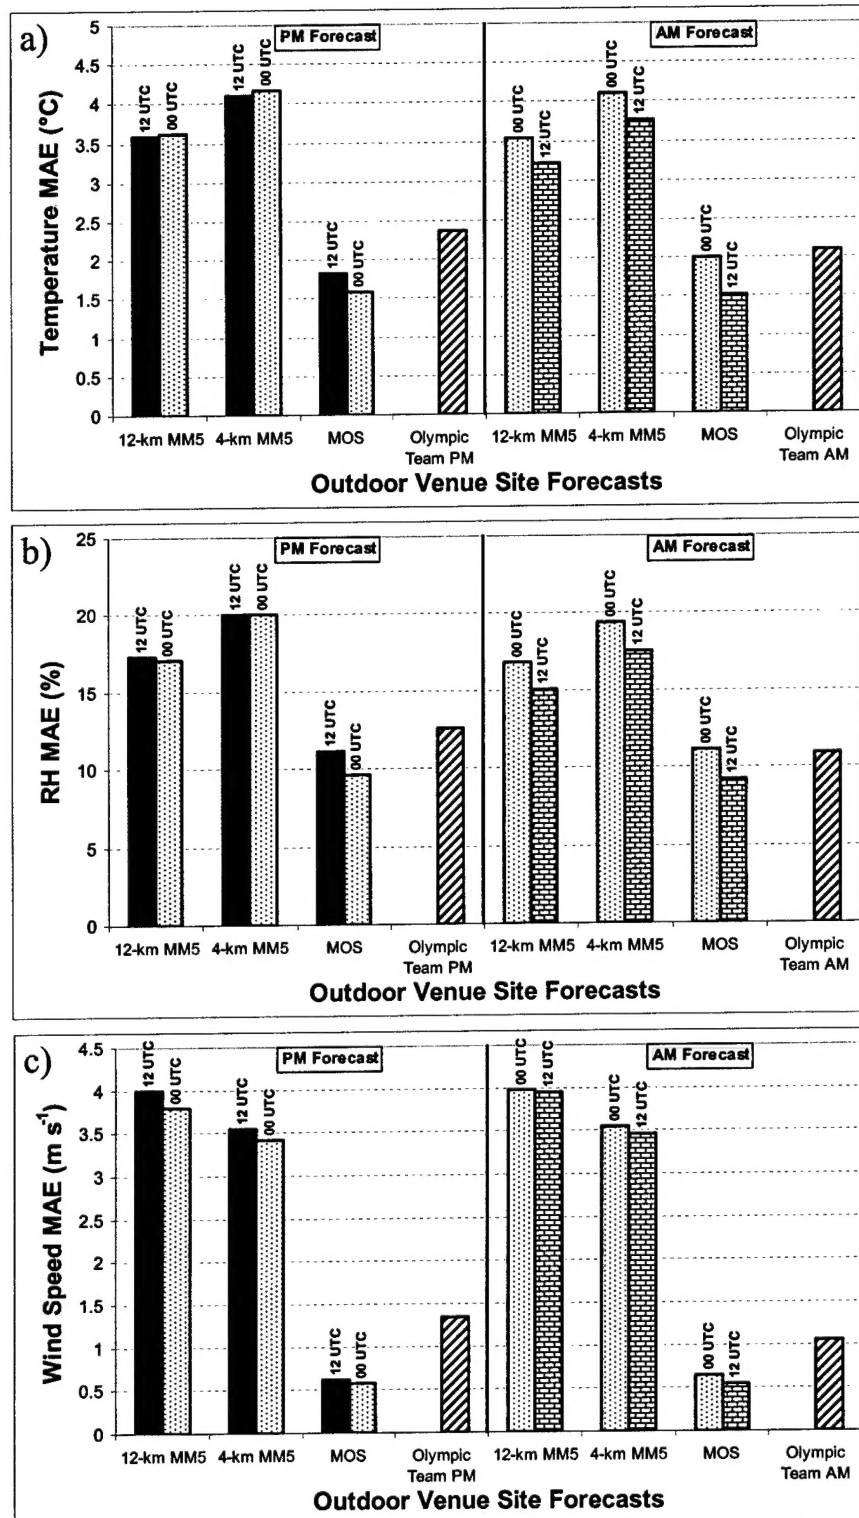 a)
PM Forecast
AM Forecast
Temperature MAE (°C)
5
4.5
4
3.5
3
2.5
2
1.5
1
0.5
0
12 UTC
00 UTC
12 UTC
00 UTC
12 UTC
00 UTC
00 UTC
12 UTC
00 UTC
12 UTC
00 UTC
12 UTC
12-km MM5 4-km MM5 MOS Olympic 12-km MM5 4-km MM5 MOS Olympic
Team PM Team AM
Outdoor Venue Site Forecasts
b)
PM Forecast
AM Forecast
RH MAE (%)
25
20
15
10
5
0
12 UTC
00 UTC
12 UTC
00 UTC
12 UTC
00 UTC
00 UTC
12 UTC
00 UTC
12 UTC
00 UTC
12 UTC
12-km MM5 4-km MM5 MOS Olympic 12-km MM5 4-km MM5 MOS Olympic
Team PM Team AM
Outdoor Venue Site Forecasts
c)
PM Forecast
AM Forecast
Wind Speed MAE (m s⁻¹)
4.5
4
3.5
3
2.5
2
1.5
1
0.5
0
12 UTC
00 UTC
12 UTC
00 UTC
12 UTC
00 UTC
00 UTC
12 UTC
00 UTC
12 UTC
00 UTC
12 UTC
12-km MM5 4-km MM5 MOS Olympic 12-km MM5 4-km MM5 MOS Olympic
Team PM Team AM
Outdoor Venue Site Forecasts